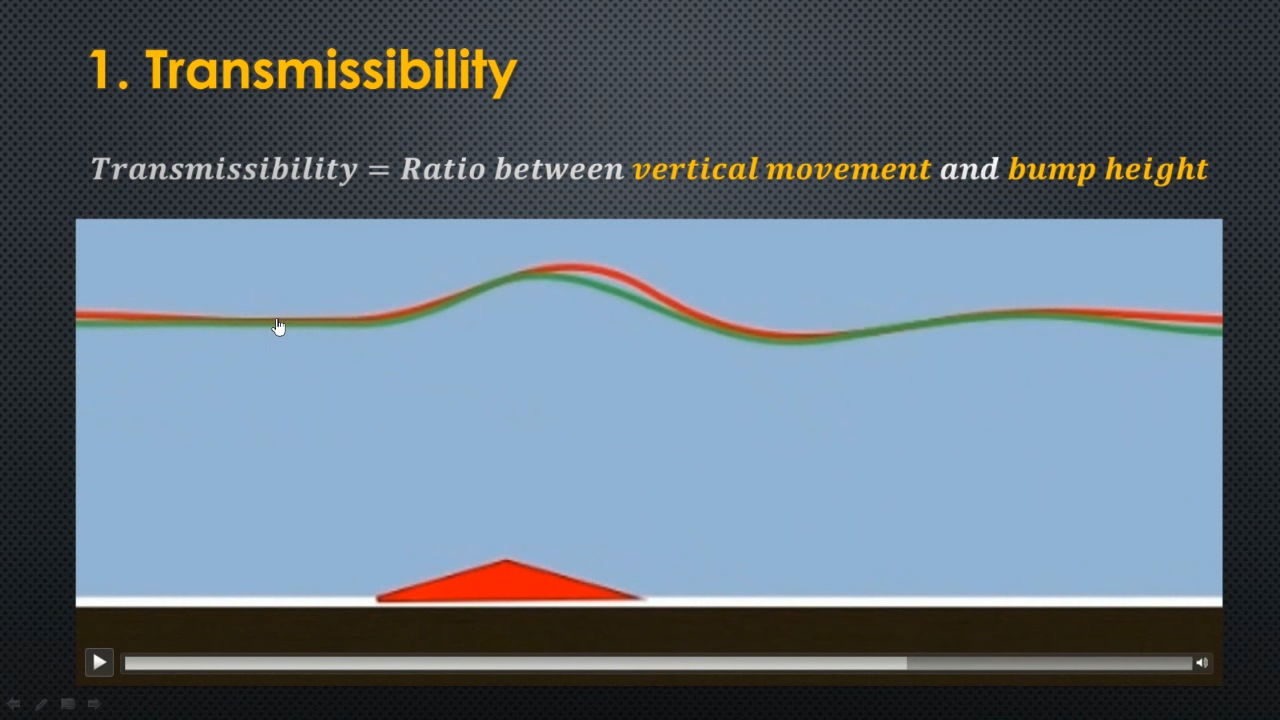 1. Transmissibility
Transmissibility = Ratio between vertical movement and bump height